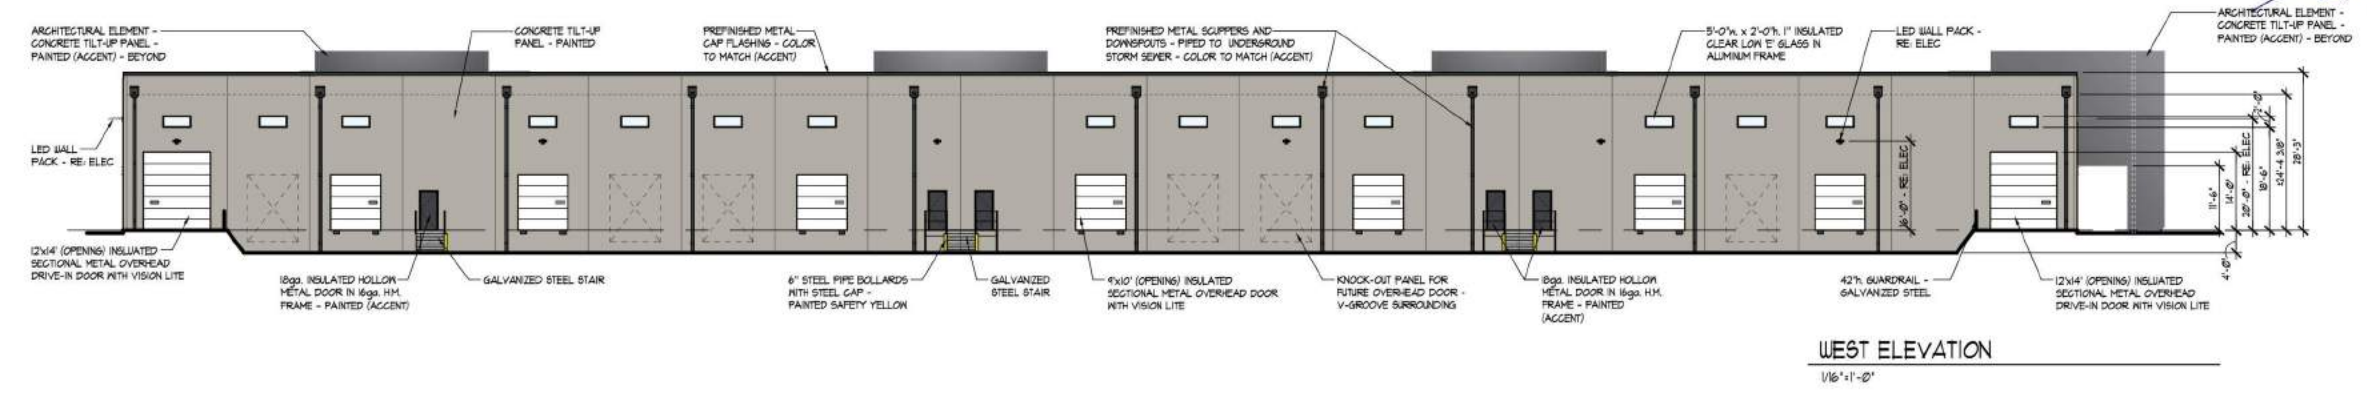 ARCHITECTURAL ELEMENT -
CONCRETE TILT-UP PANEL -
PAINTED (ACCENT) - BEYOND
CONCRETE TILT-UP
PANEL - PAINTED
PREFINISHED METAL
CAP FLASHING - COLOR
TO MATCH (ACCENT)
PREFINISHED METAL SCUPPERS AND
DOWNSPOUTS - PIPED TO UNDERGROUND
STORM SEWER - COLOR TO MATCH (ACCENT)
5'-0"w. x 2'-0"h. 1" INSULATED
CLEAR LOW 'E' GLASS IN
ALUMINUM FRAME
LED WALL PACK -
RE: ELEC
ARCHITECTURAL ELEMENT -
CONCRETE TILT-UP PANEL -
PAINTED (ACCENT) - BEYOND
LED WALL
PACK - RE: ELEC
16'-0" - RE: ELEC
11'-6"
14'-0"
20'-0" - RE: ELEC
2'-0"
18'-6"
±24'-4 3/8"
28'-3"
4'-0"
12'x14' (OPENING) INSLUATED
SECTIONAL METAL OVERHEAD
DRIVE-IN DOOR WITH VISION LITE
18ga. INSULATED HOLLOW
METAL DOOR IN 16ga. H.M.
FRAME - PAINTED (ACCENT)
GALVANIZED STEEL STAIR
6" STEEL PIPE BOLLARDS
WITH STEEL CAP -
PAINTED SAFETY YELLOW
GALVANIZED
STEEL STAIR
9'x10' (OPENING) INSULATED
SECTIONAL METAL OVERHEAD DOOR
WITH VISION LITE
KNOCK-OUT PANEL FOR
FUTURE OVERHEAD DOOR -
V-GROOVE SURROUNDING
18ga. INSULATED HOLLOW
METAL DOOR IN 16ga. H.M.
FRAME - PAINTED
(ACCENT)
42"h. GUARDRAIL -
GALVANIZED STEEL
12'x14' (OPENING) INSLUATED
SECTIONAL METAL OVERHEAD
DRIVE-IN DOOR WITH VISION LITE
WEST ELEVATION
1/16"=1'-0"